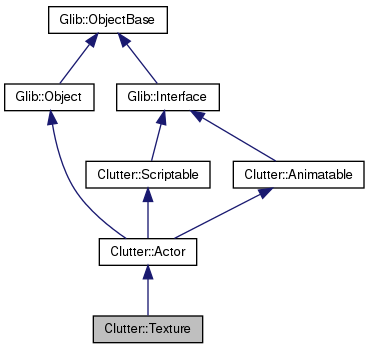 Glib::ObjectBase
Glib::Object
Glib::Interface
Clutter::Scriptable
Clutter::Animatable
Clutter::Actor
Clutter::Texture